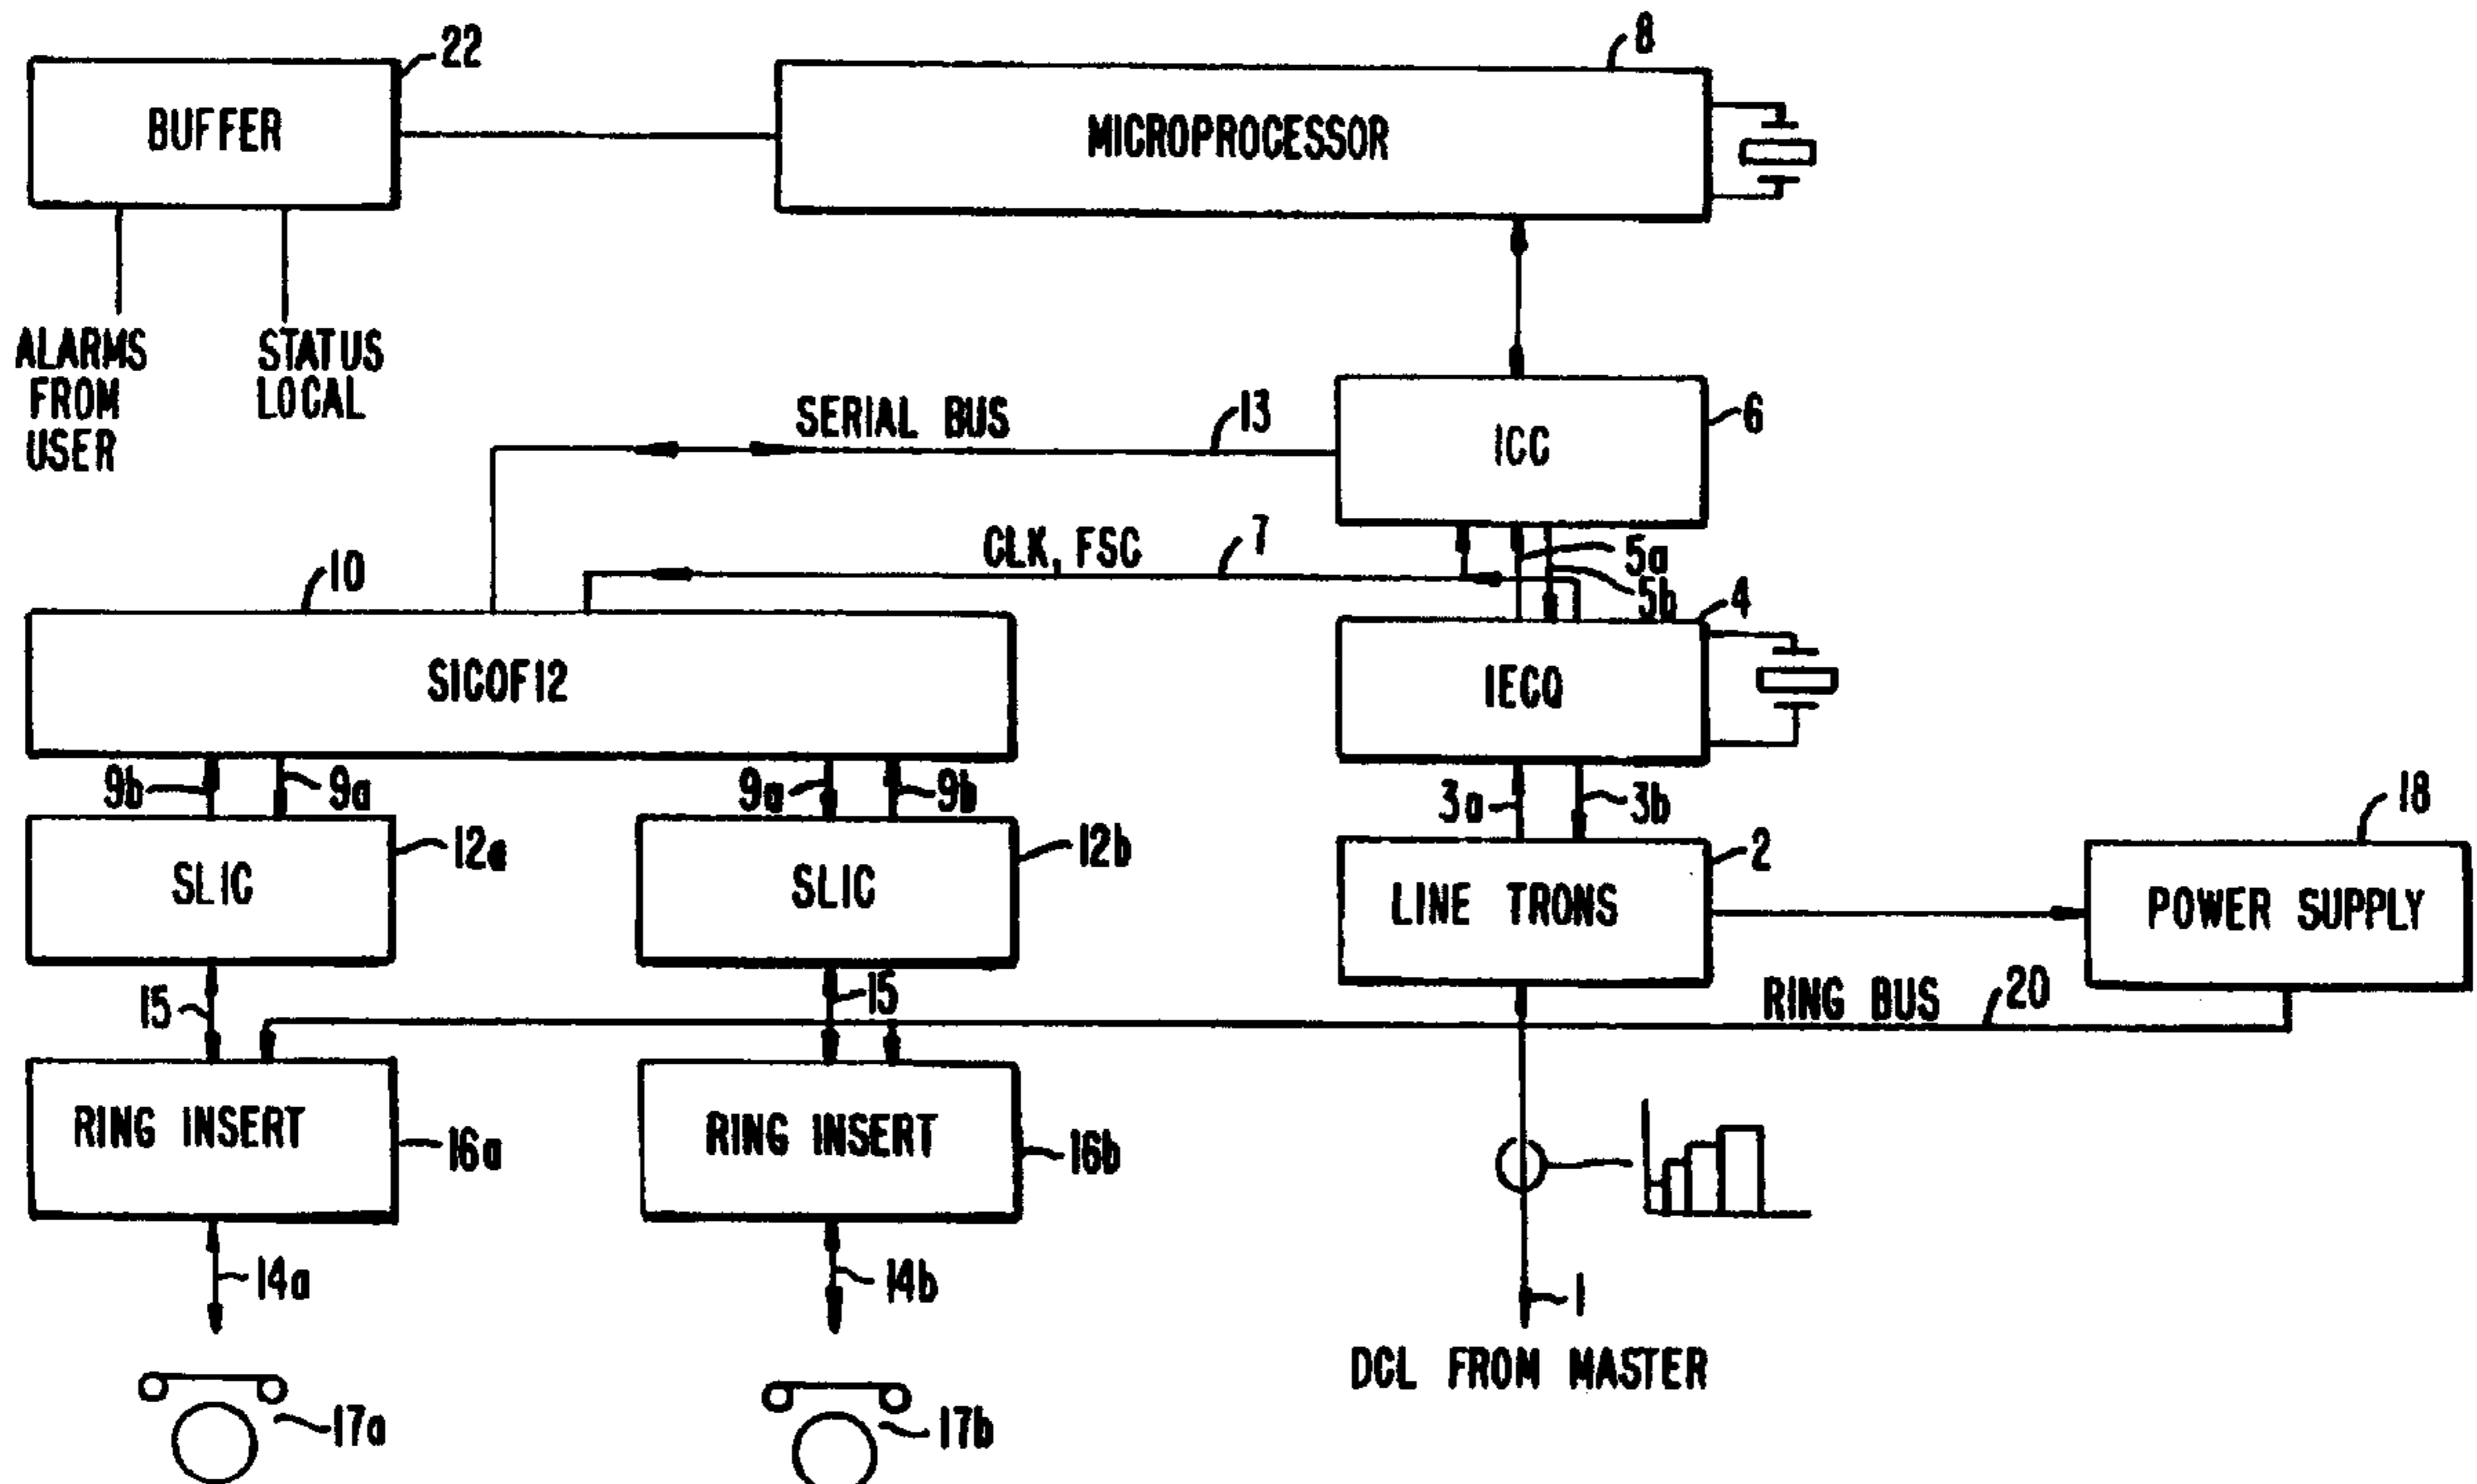 22
8
BUFFER
MICROPROCESSOR
ALARMS
FROM
USER
STATUS
LOCAL
SERIAL BUS
13
ICC
6
CLK, FSC
7
5a
5b
10
4
SICOFI2
IECQ
9b
9a
9a
9b
3a
3b
18
12a
12b
2
SLIC
SLIC
LINE TRONS
POWER SUPPLY
15
15
RING BUS
20
RING INSERT
16a
RING INSERT
16b
14a
14b
1
DCL FROM MASTER
17a
17b